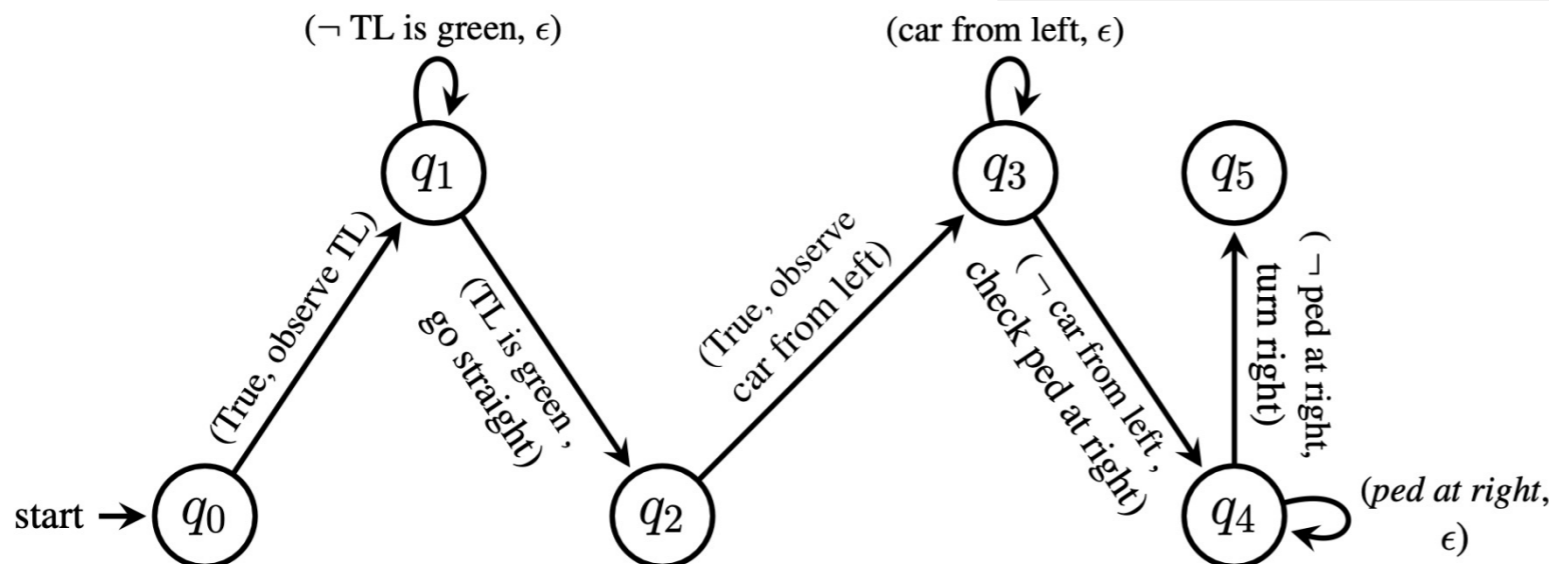 (¬ TL is green, ϵ)
(car from left, ϵ)
q1
q3
q5
(True, observe TL)
(TL is green ,
go straight)
(True, observe
car from left)
(¬ car from left ,
check ped at right)
(¬ ped at right,
turn right)
start
q0
q2
q4
(ped at right,
ϵ)